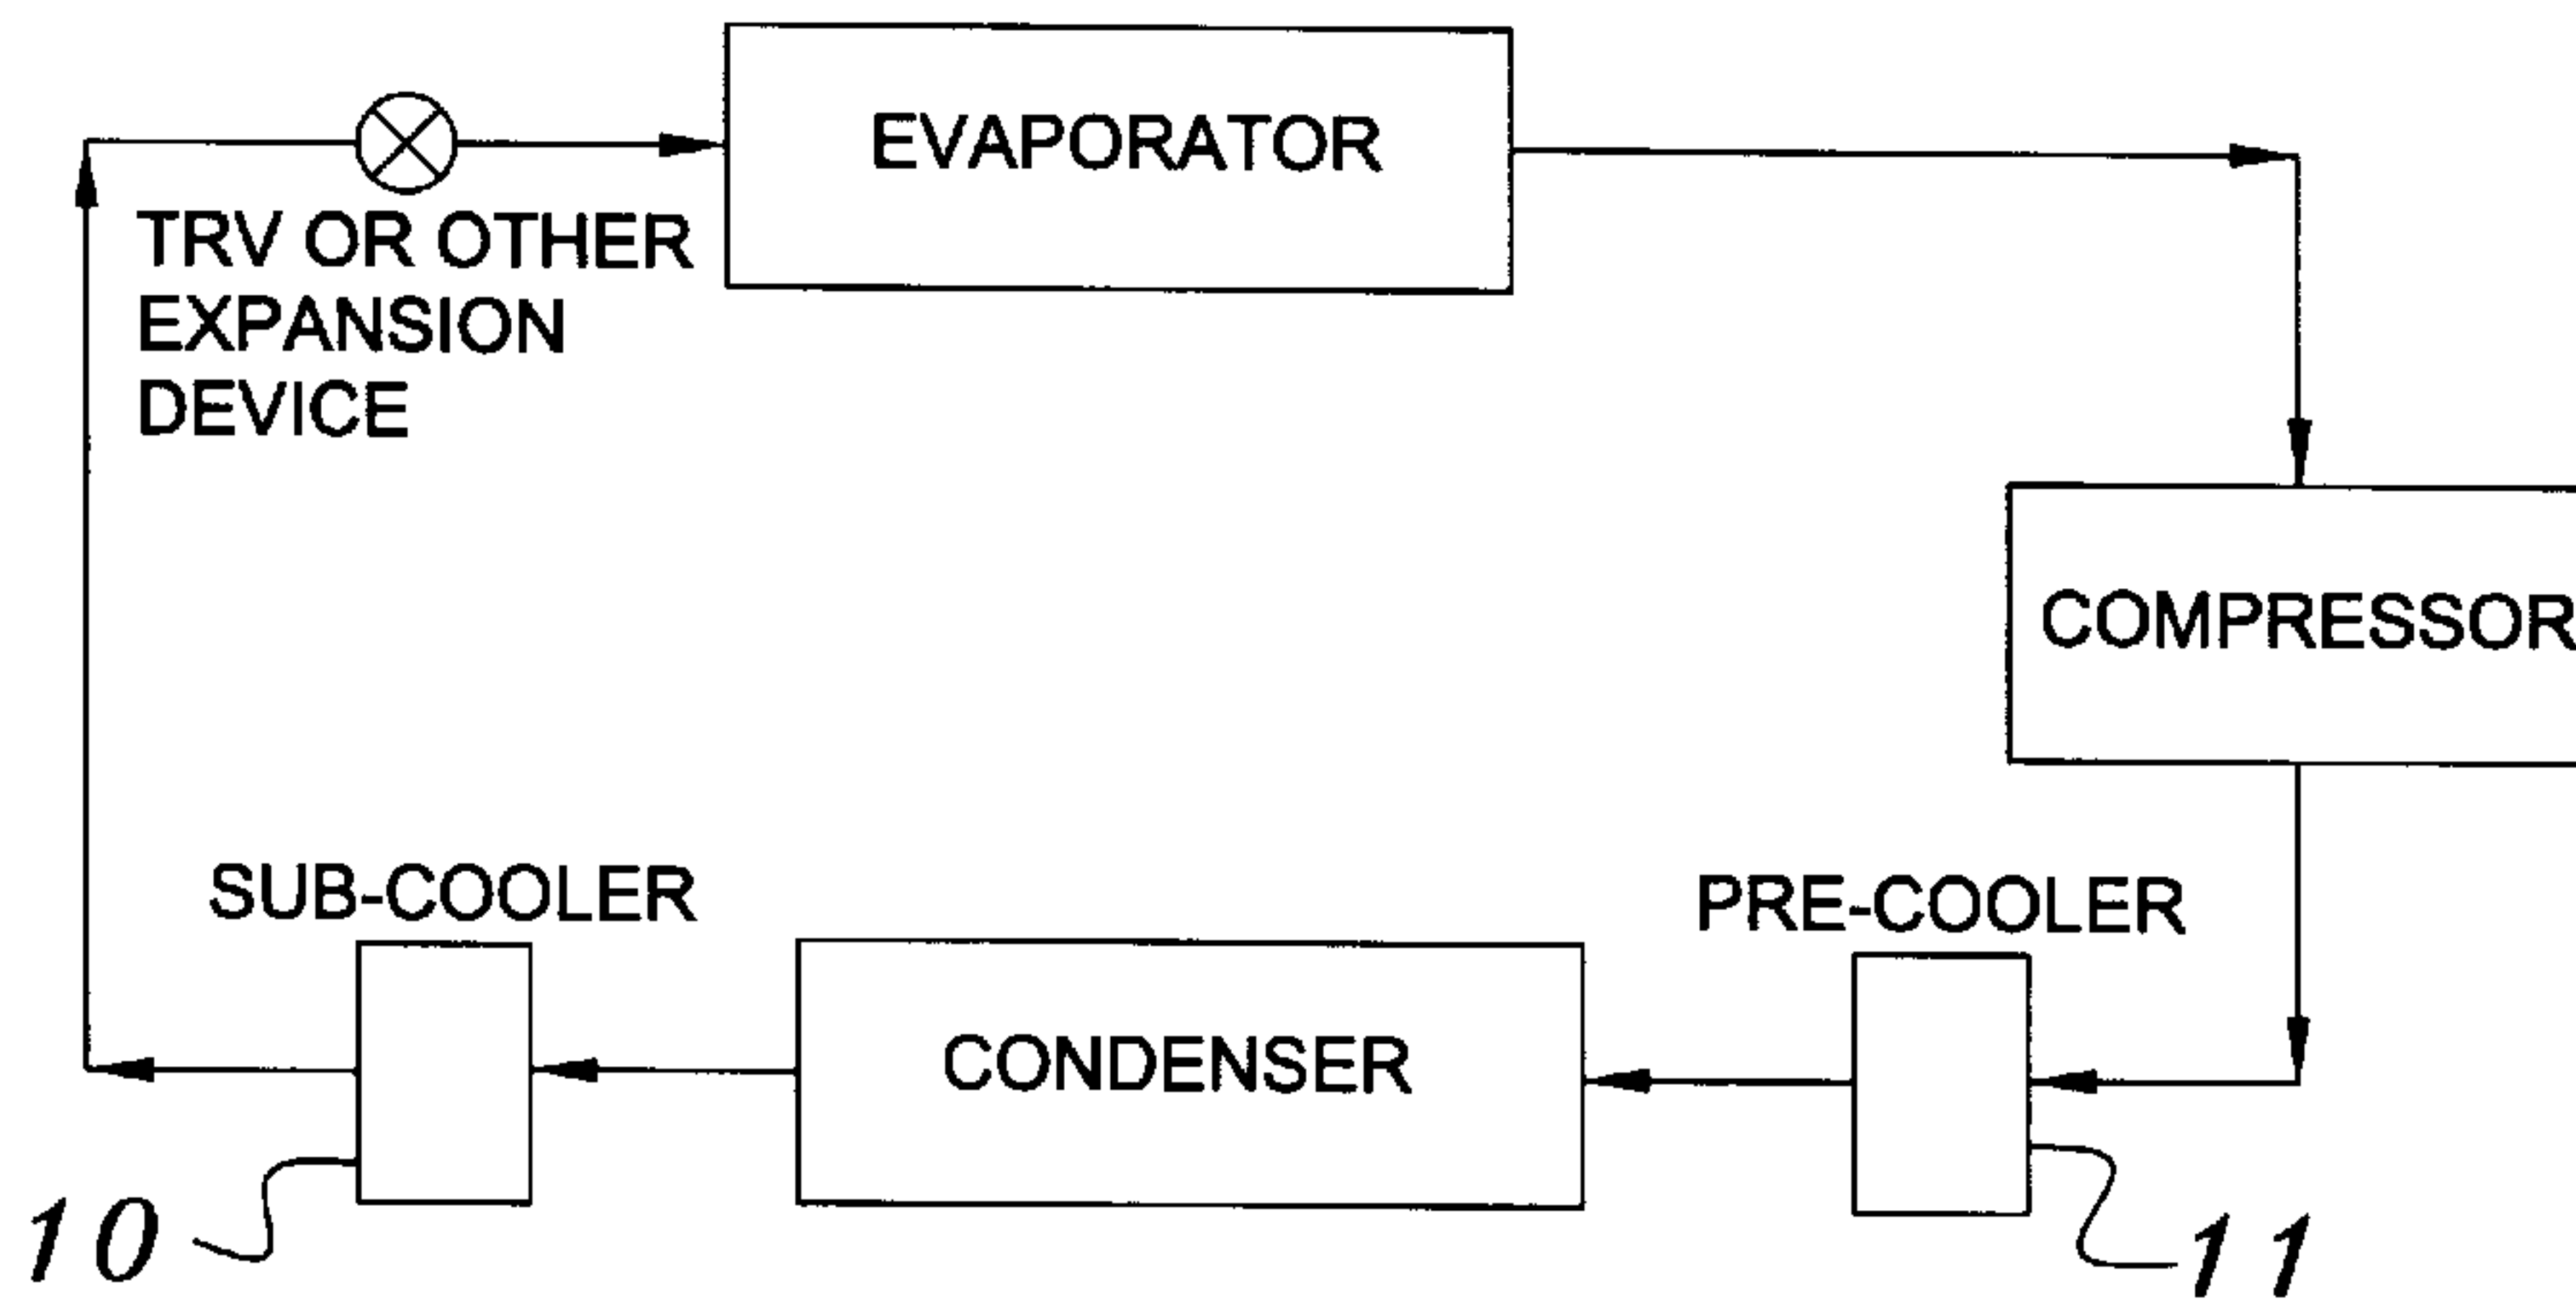 EVAPORATOR
TRV OR OTHER
EXPANSION
DEVICE
COMPRESSOR
SUB-COOLER
PRE-COOLER
CONDENSER
10
11